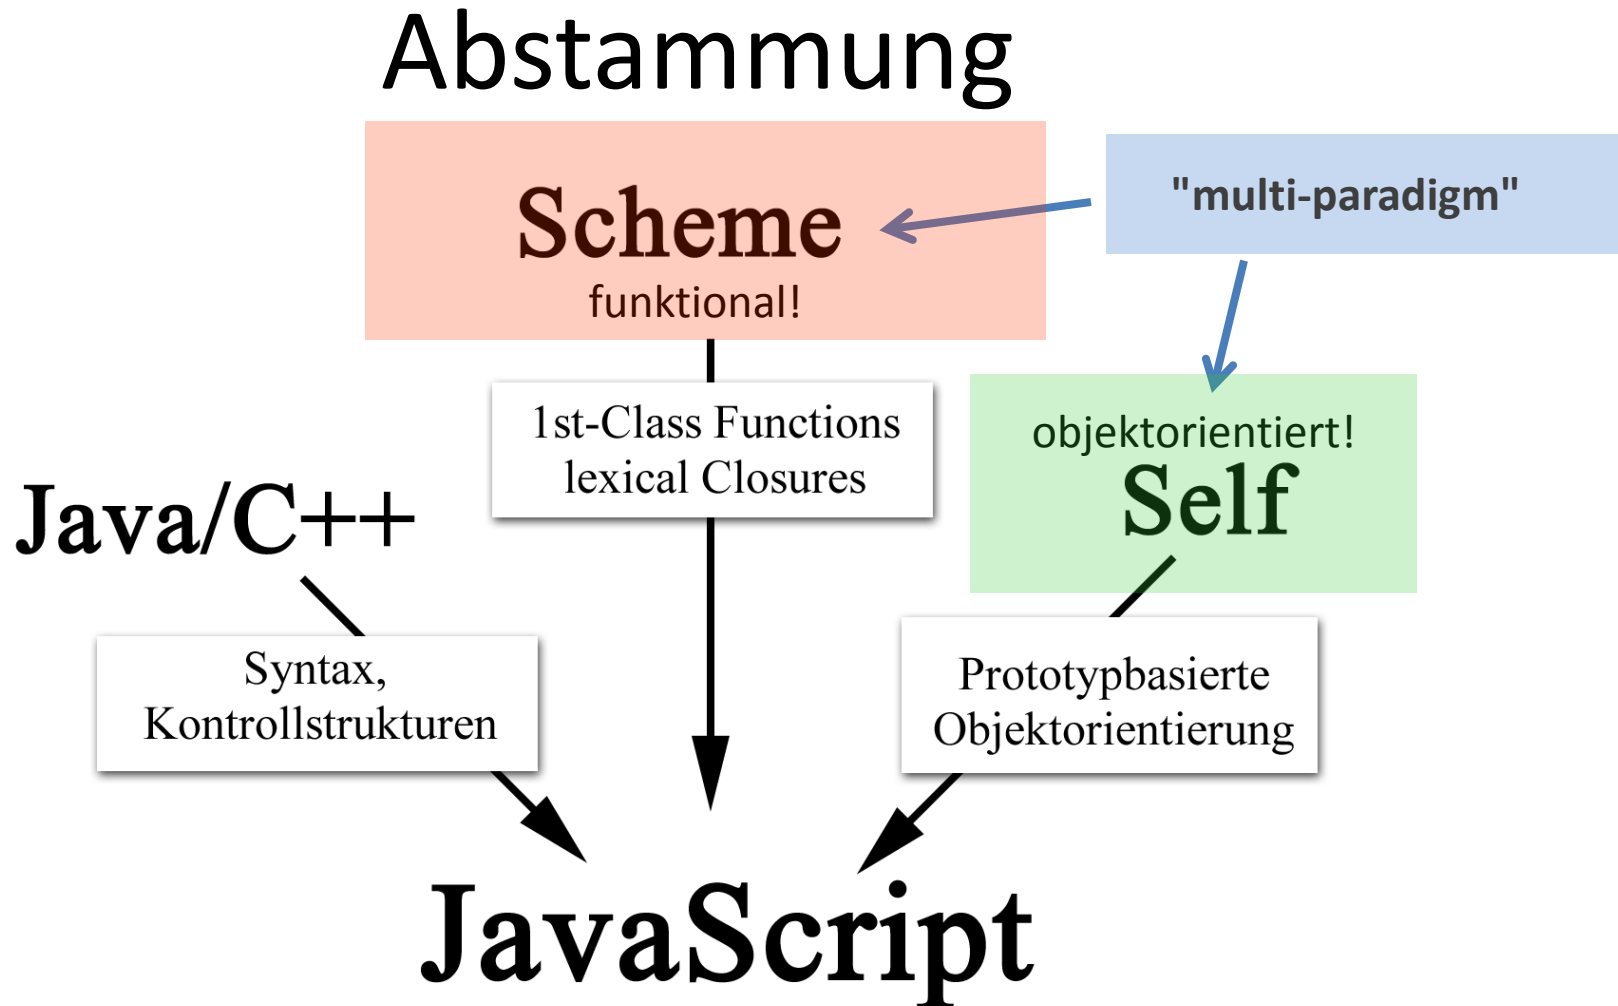 Abstammung
Scheme
funktional!
"multi-paradigm"
1st-Class Functions
lexical Closures
objektorientiert!
Self
Java/C++
Syntax,
Kontrollstrukturen
Prototypbasierte
Objektorientierung
JavaScript